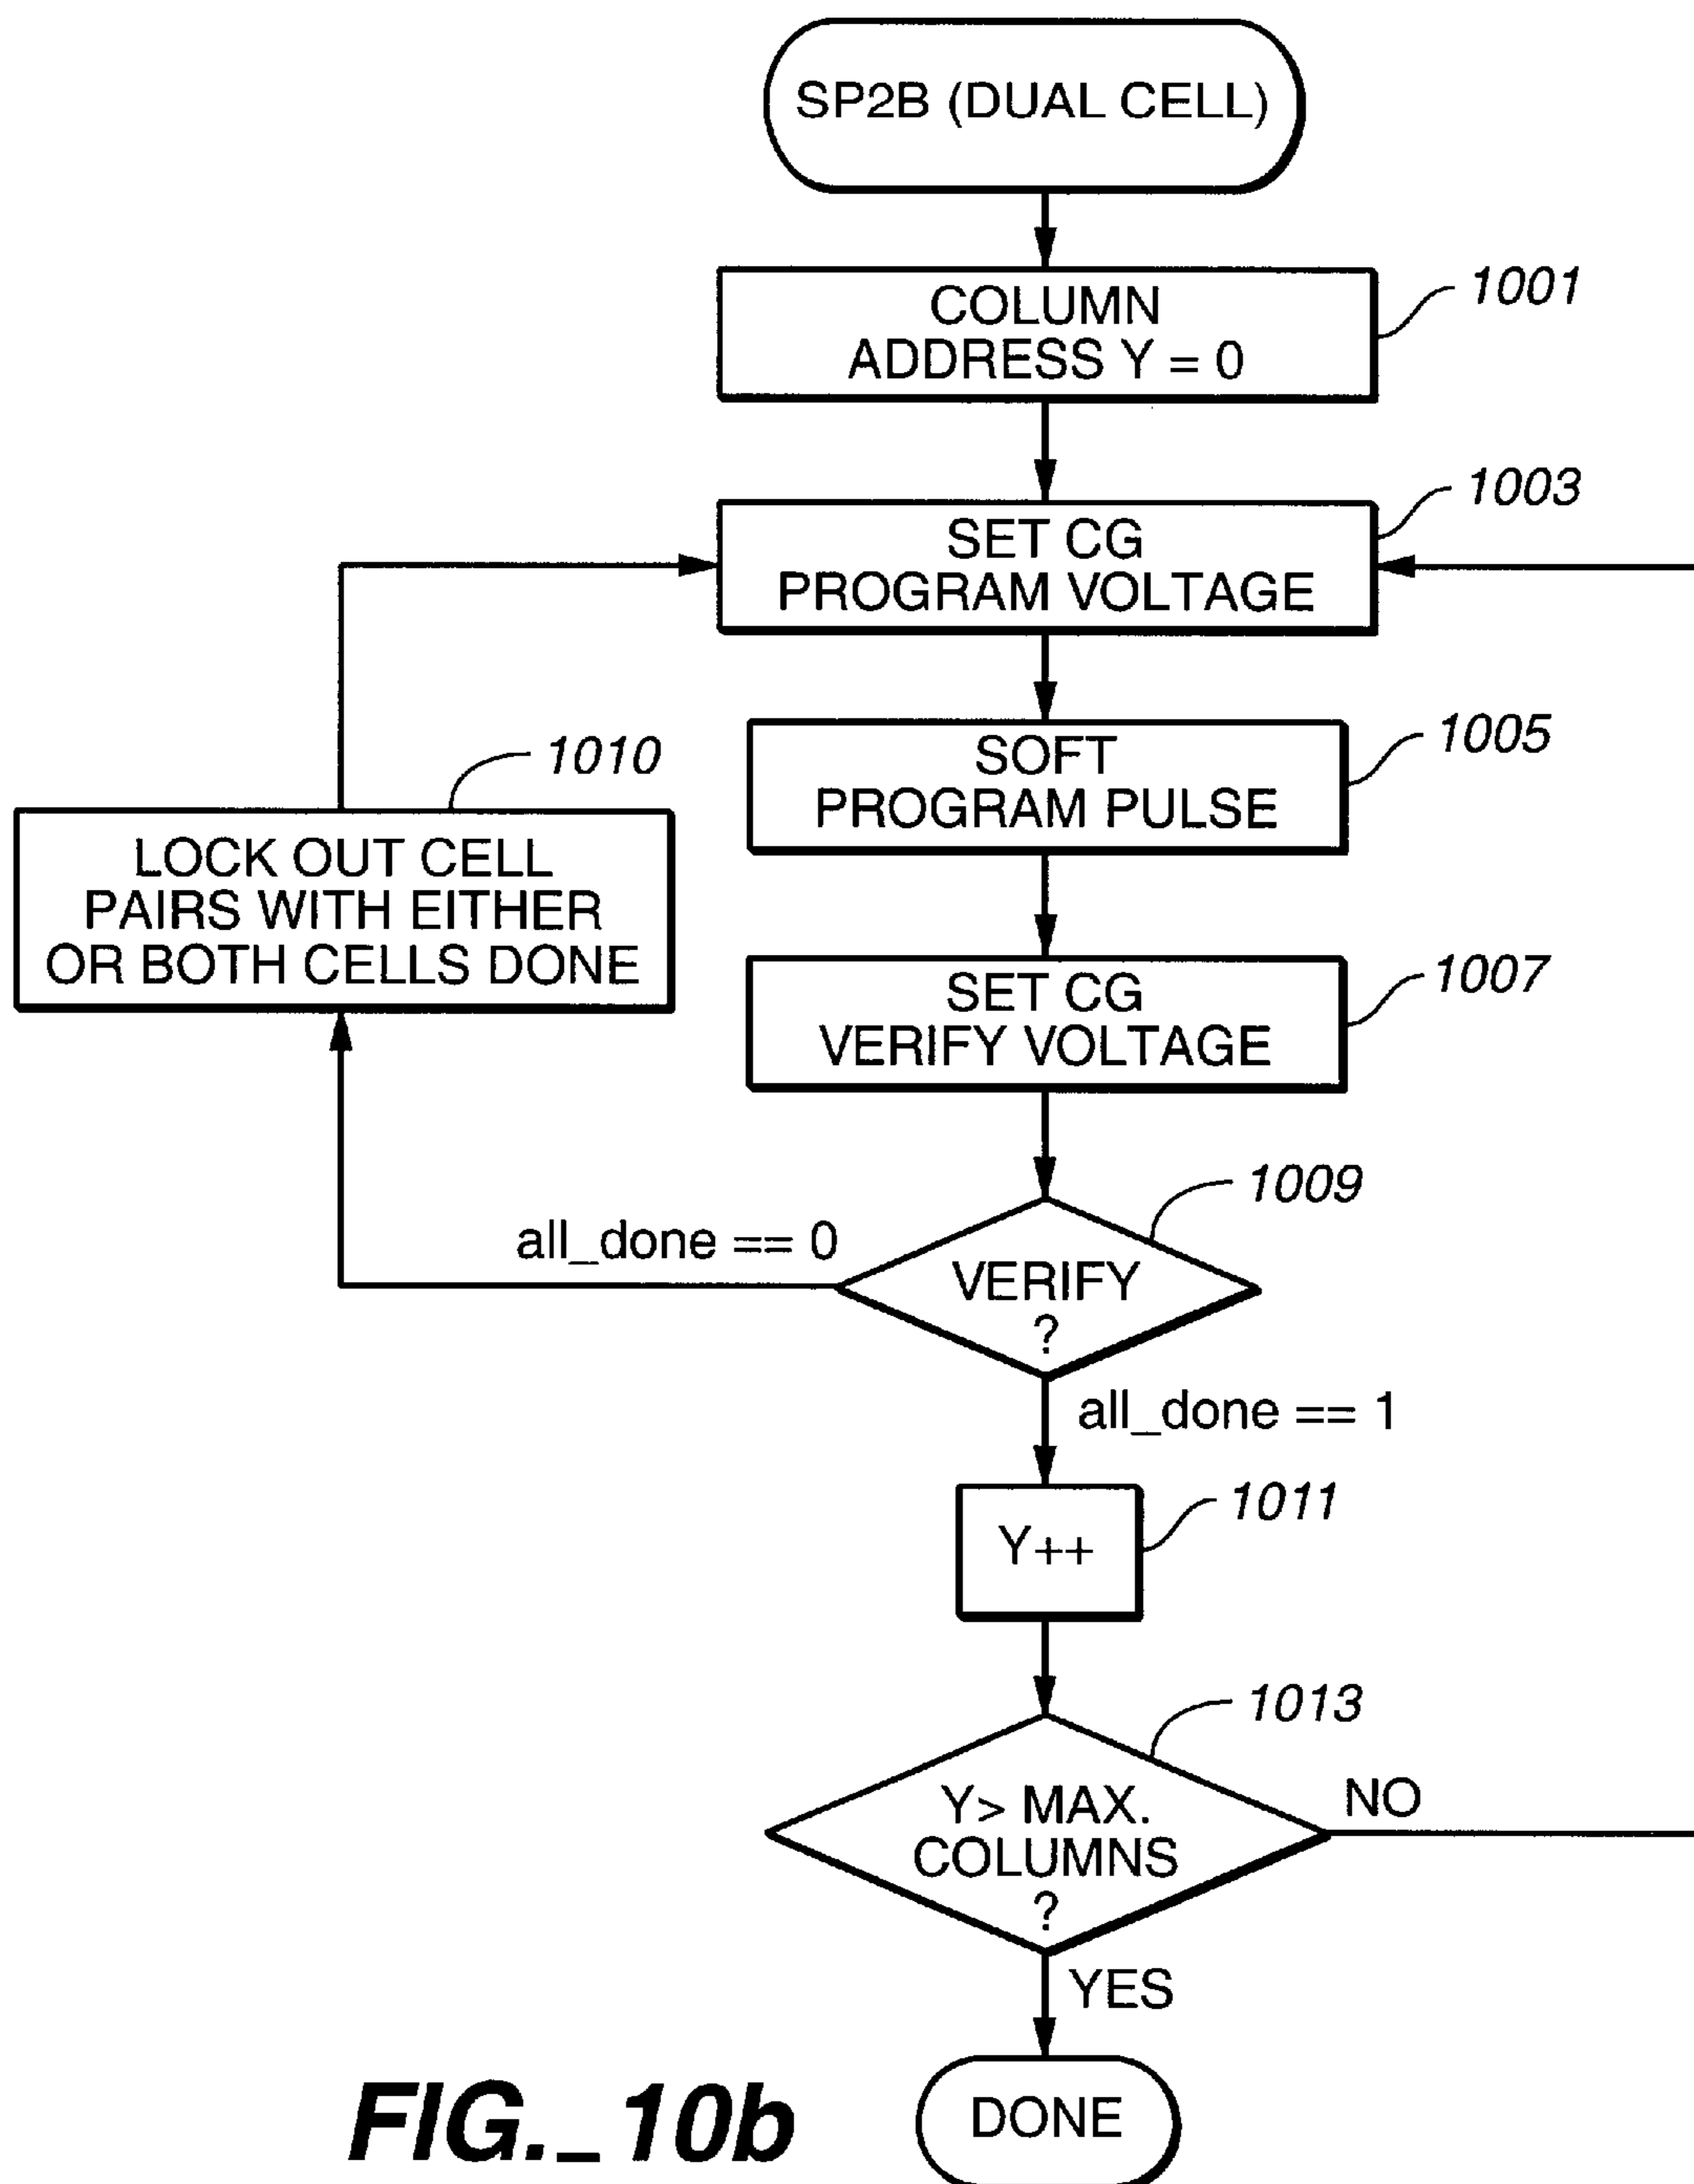 SP2B (DUAL CELL)
COLUMN
ADDRESS Y = 0
1001
SET CG
PROGRAM VOLTAGE
1003
SOFT
PROGRAM PULSE
1005
1010
LOCK OUT CELL
PAIRS WITH EITHER
OR BOTH CELLS DONE
SET CG
VERIFY VOLTAGE
1007
1009
all_done == 0
VERIFY
?
all_done == 1
Y++
1011
1013
Y> MAX.
COLUMNS
?
NO
YES
DONE
FIG._10b